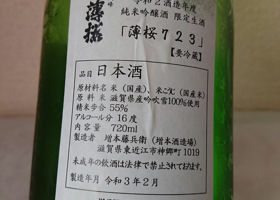 薄桜
令和2酒造年度
純米吟醸酒 限定生酒
「薄桜723」
【要冷蔵】
品目 日本酒
原材料名 米(国産)、米こうじ(国産米)
原料米 滋賀県産吟吹雪100%使用
精米歩合 55%
アルコール分 16度
内容量 720ml
製造者 増本藤兵衛(増本酒造場)
滋賀県東近江市神郷町1019
未成年の飲酒は法律で禁止されております。
製造年月 令和3年2月